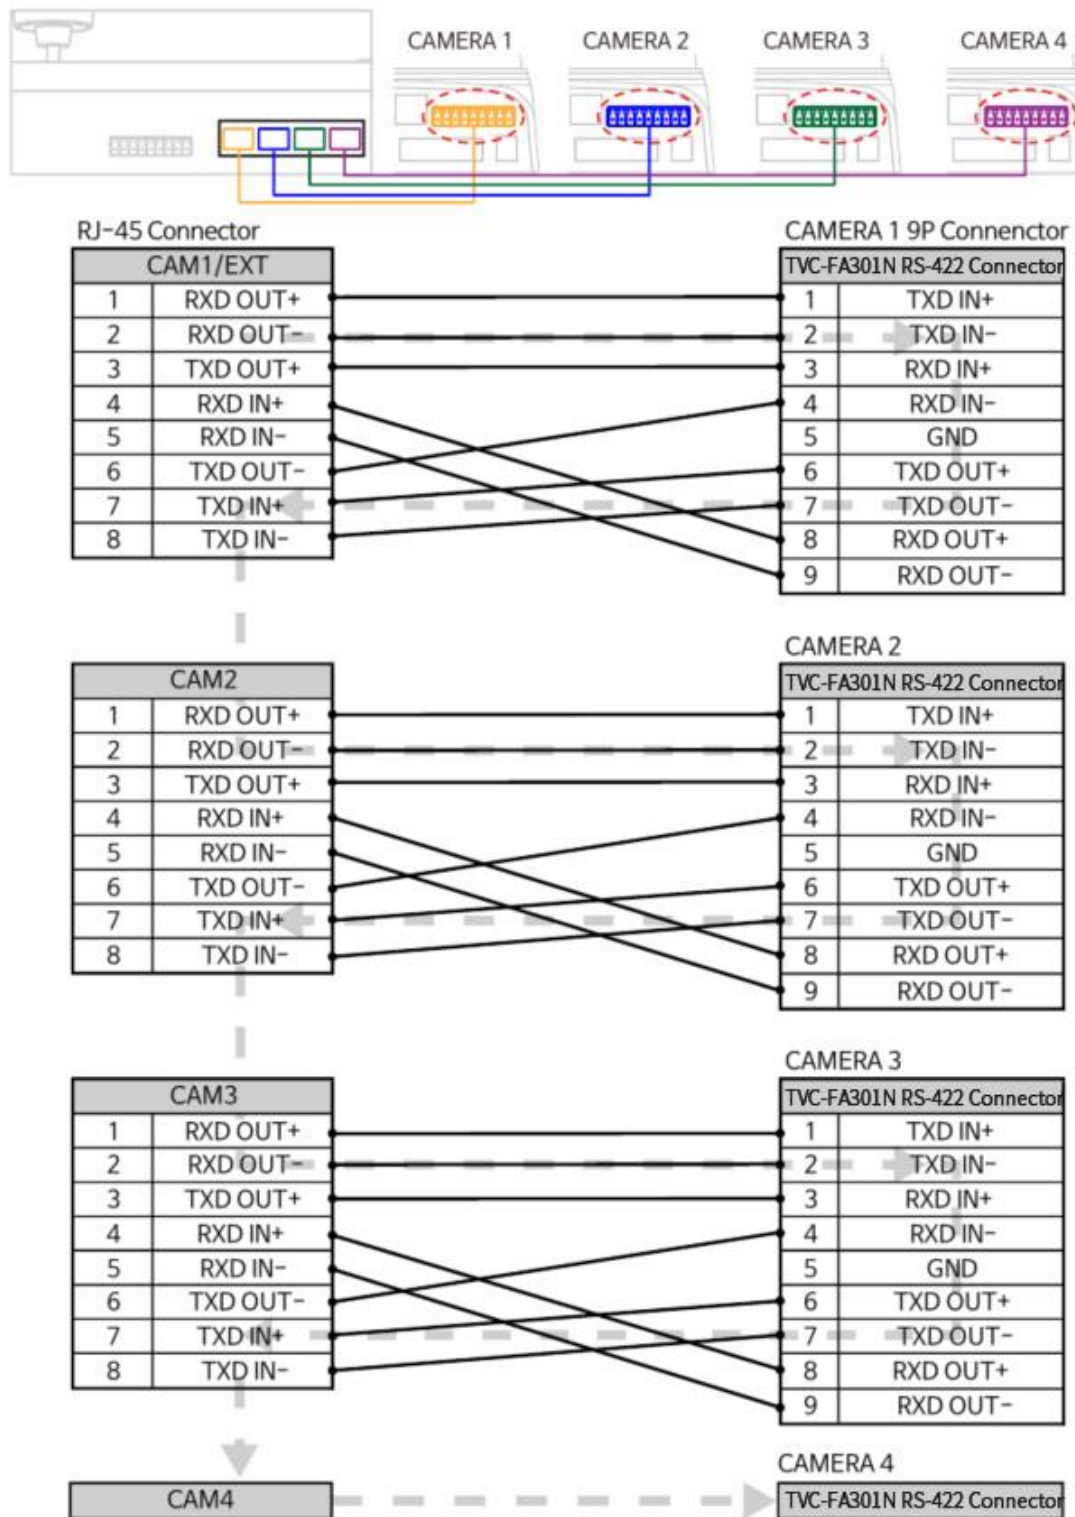 CAMERA 1 CAMERA 2 CAMERA 3 CAMERA 4
RJ-45 Connector CAMERA 1 9P Connenctor
CAM1/EXT TVC-FA301N RS-422 Connector
1 RXD OUT+ 1 TXD IN+
2 RXD OUT- 2 TXD IN-
3 TXD OUT+ 3 RXD IN+
4 RXD IN+ 4 RXD IN-
5 RXD IN- 5 GND
6 TXD OUT- 6 TXD OUT+
7 TXD IN+ 7 TXD OUT-
8 TXD IN- 8 RXD OUT+
9 RXD OUT-
CAMERA 2
CAM2 TVC-FA301N RS-422 Connector
1 RXD OUT+ 1 TXD IN+
2 RXD OUT- 2 TXD IN-
3 TXD OUT+ 3 RXD IN+
4 RXD IN+ 4 RXD IN-
5 RXD IN- 5 GND
6 TXD OUT- 6 TXD OUT+
7 TXD IN+ 7 TXD OUT-
8 TXD IN- 8 RXD OUT+
9 RXD OUT-
CAMERA 3
CAM3 TVC-FA301N RS-422 Connector
1 RXD OUT+ 1 TXD IN+
2 RXD OUT- 2 TXD IN-
3 TXD OUT+ 3 RXD IN+
4 RXD IN+ 4 RXD IN-
5 RXD IN- 5 GND
6 TXD OUT- 6 TXD OUT+
7 TXD IN+ 7 TXD OUT-
8 TXD IN- 8 RXD OUT+
9 RXD OUT-
CAMERA 4
CAM4 TVC-FA301N RS-422 Connector